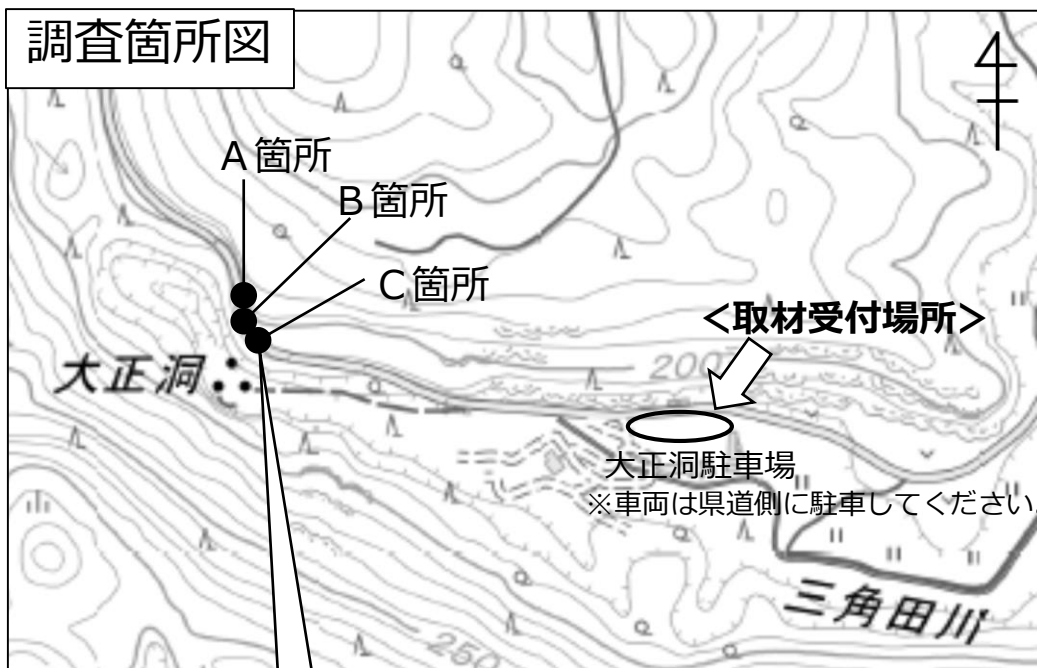 調査箇所図
A箇所
B箇所
C箇所
<取材受付場所>
大正洞
200
大正洞駐車場
※車両は県道側に駐車してください。
三角田川
250